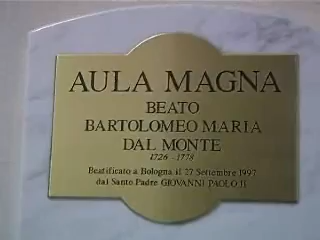 AULA MAGNA
BEATO
BARTOLOMEO MARIA
DAL MONTE
1726 - 1778
Beatificato a Bologna il 27 Settembre 1997
dal Santo Padre GIOVANNI PAOLO II